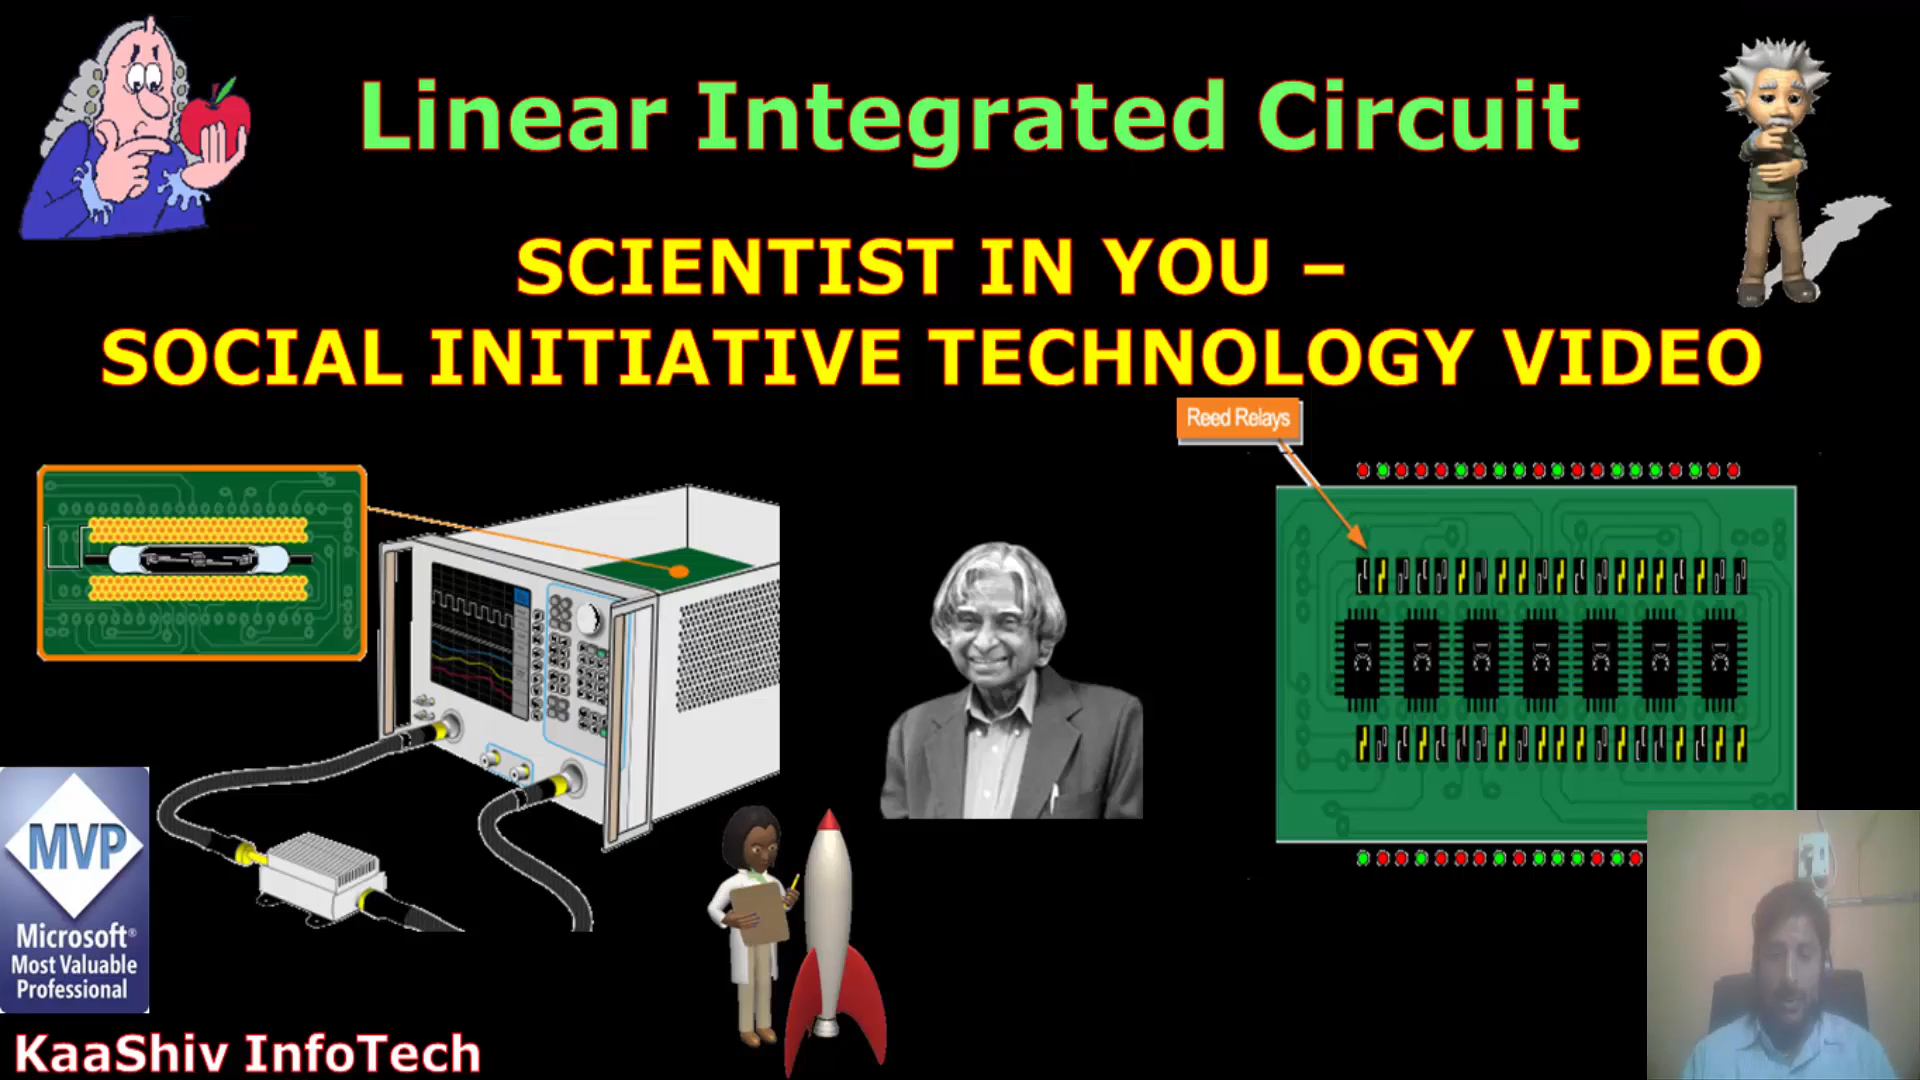 Linear Integrated Circuit
SCIENTIST IN YOU –
SOCIAL INITIATIVE TECHNOLOGY VIDEO
Reed Relays
MVP
Microsoft®
Most Valuable
Professional
KaaShiv InfoTech